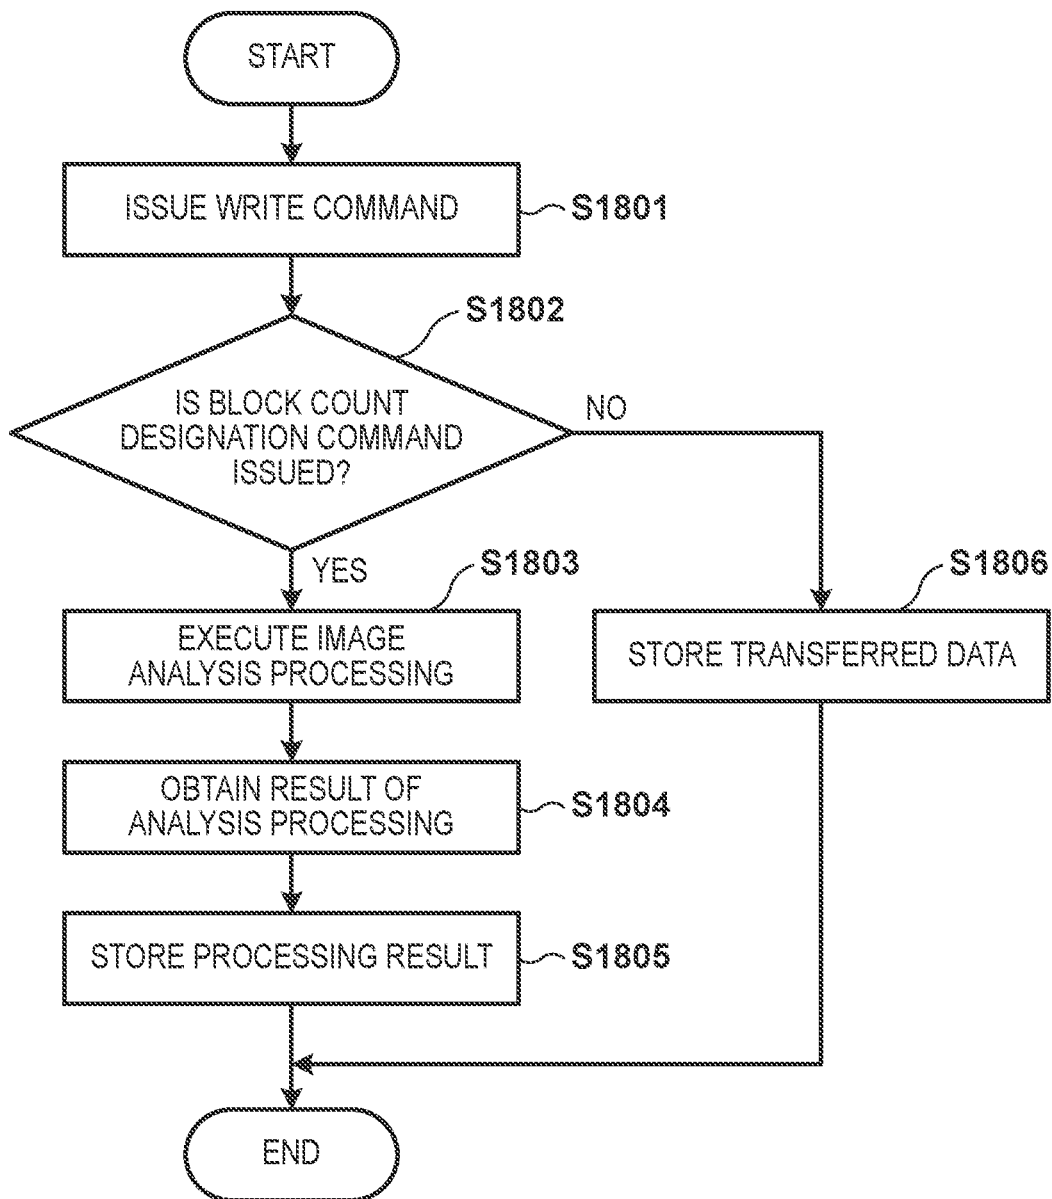 START
ISSUE WRITE COMMAND
S1801
S1802
IS BLOCK COUNT
DESIGNATION COMMAND
ISSUED?
NO
YES
S1803
EXECUTE IMAGE
ANALYSIS PROCESSING
S1806
STORE TRANSFERRED DATA
OBTAIN RESULT OF
ANALYSIS PROCESSING
S1804
STORE PROCESSING RESULT
S1805
END